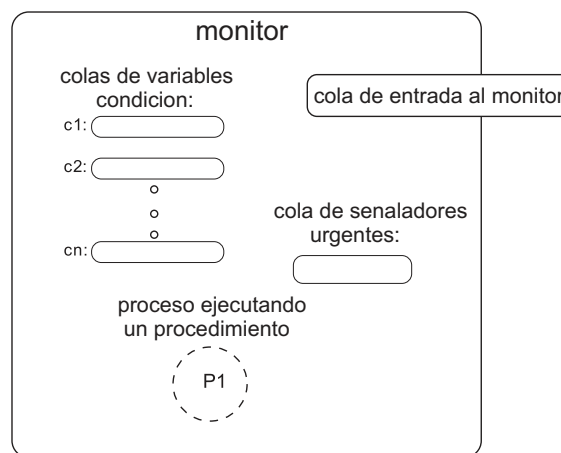 monitor
colas de variables
condicion:
c1:
c2:
cn:
cola de entrada al monitor
cola de senaladores
urgentes:
proceso ejecutando
un procedimiento
P1